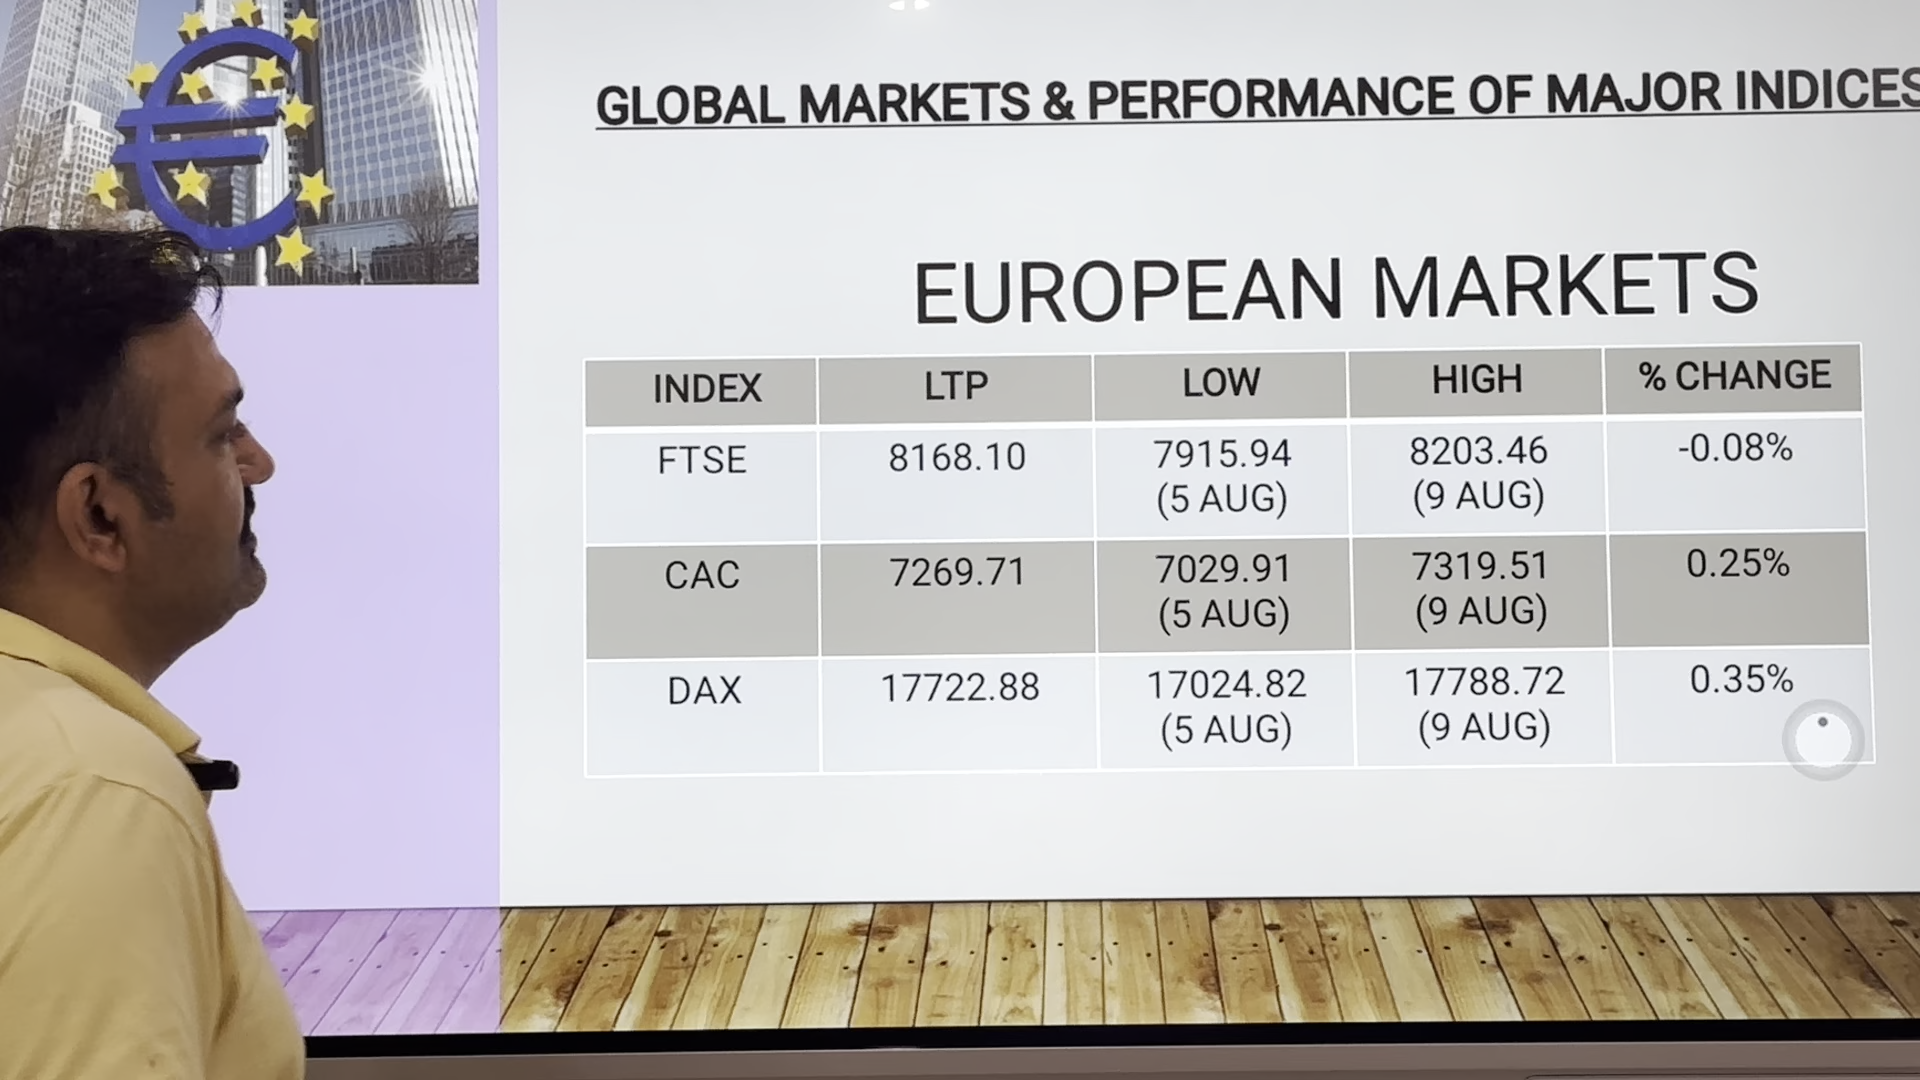 GLOBAL MARKETS & PERFORMANCE OF MAJOR INDICES
EUROPEAN MARKETS
INDEX LTP LOW HIGH % CHANGE
FTSE 8168.10 7915.94 8203.46 -0.08%
(5 AUG) (9 AUG)
CAC 7269.71 7029.91 7319.51 0.25%
(5 AUG) (9 AUG)
DAX 17722.88 17024.82 17788.72 0.35%
(5 AUG) (9 AUG)